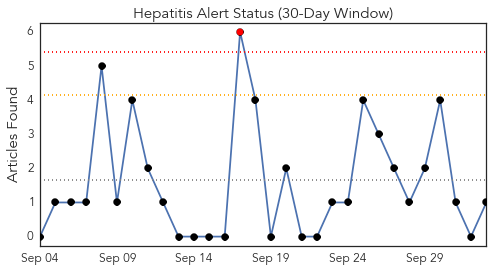 Hepatitis Alert Status (30-Day Window)
Articles Found
6
5
4
3
2
1
0
Sep 04 Sep 09 Sep 14 Sep 19 Sep 24 Sep 29